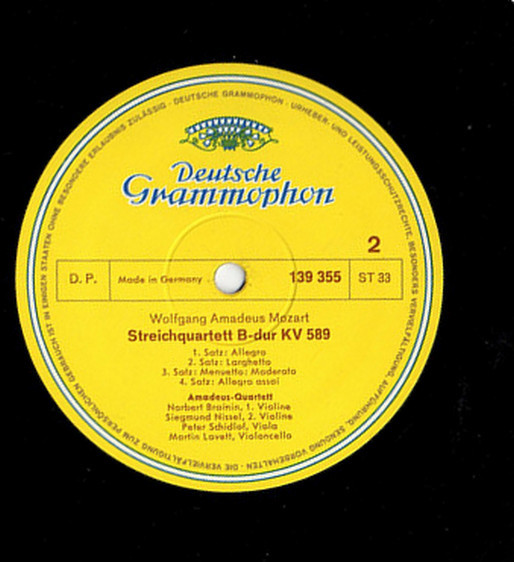 DIE VERVIELFÄLTIGUNG ZUM PERSÖNLICHEN GEBRAUCH IST IN EINIGEN STAATEN OHNE BESONDERE ERLAUBNIS ZULÄSSIG · DEUTSCHE GRAMMOPHON · URHEBER- UND LEISTUNGSSCHUTZRECHTE, BESONDERS VERVIELFÄLTIGUNG, AUFFÜHRUNG, SENDUNG VORBEHALTEN ·
Deutsche
Grammophon
2
D. P. Made in Germany 139 355 ST 33
Wolfgang Amadeus Mozart
Streichquartett B-dur KV 589
1. Satz: Allegro
2. Satz: Larghetto
3. Satz: Menuetto: Moderato
4. Satz: Allegro assai
Amadeus-Quartett
Norbert Brainin, 1. Violine
Siegmund Nissel, 2. Violine
Peter Schidlof, Viola
Martin Lovett, Violoncello